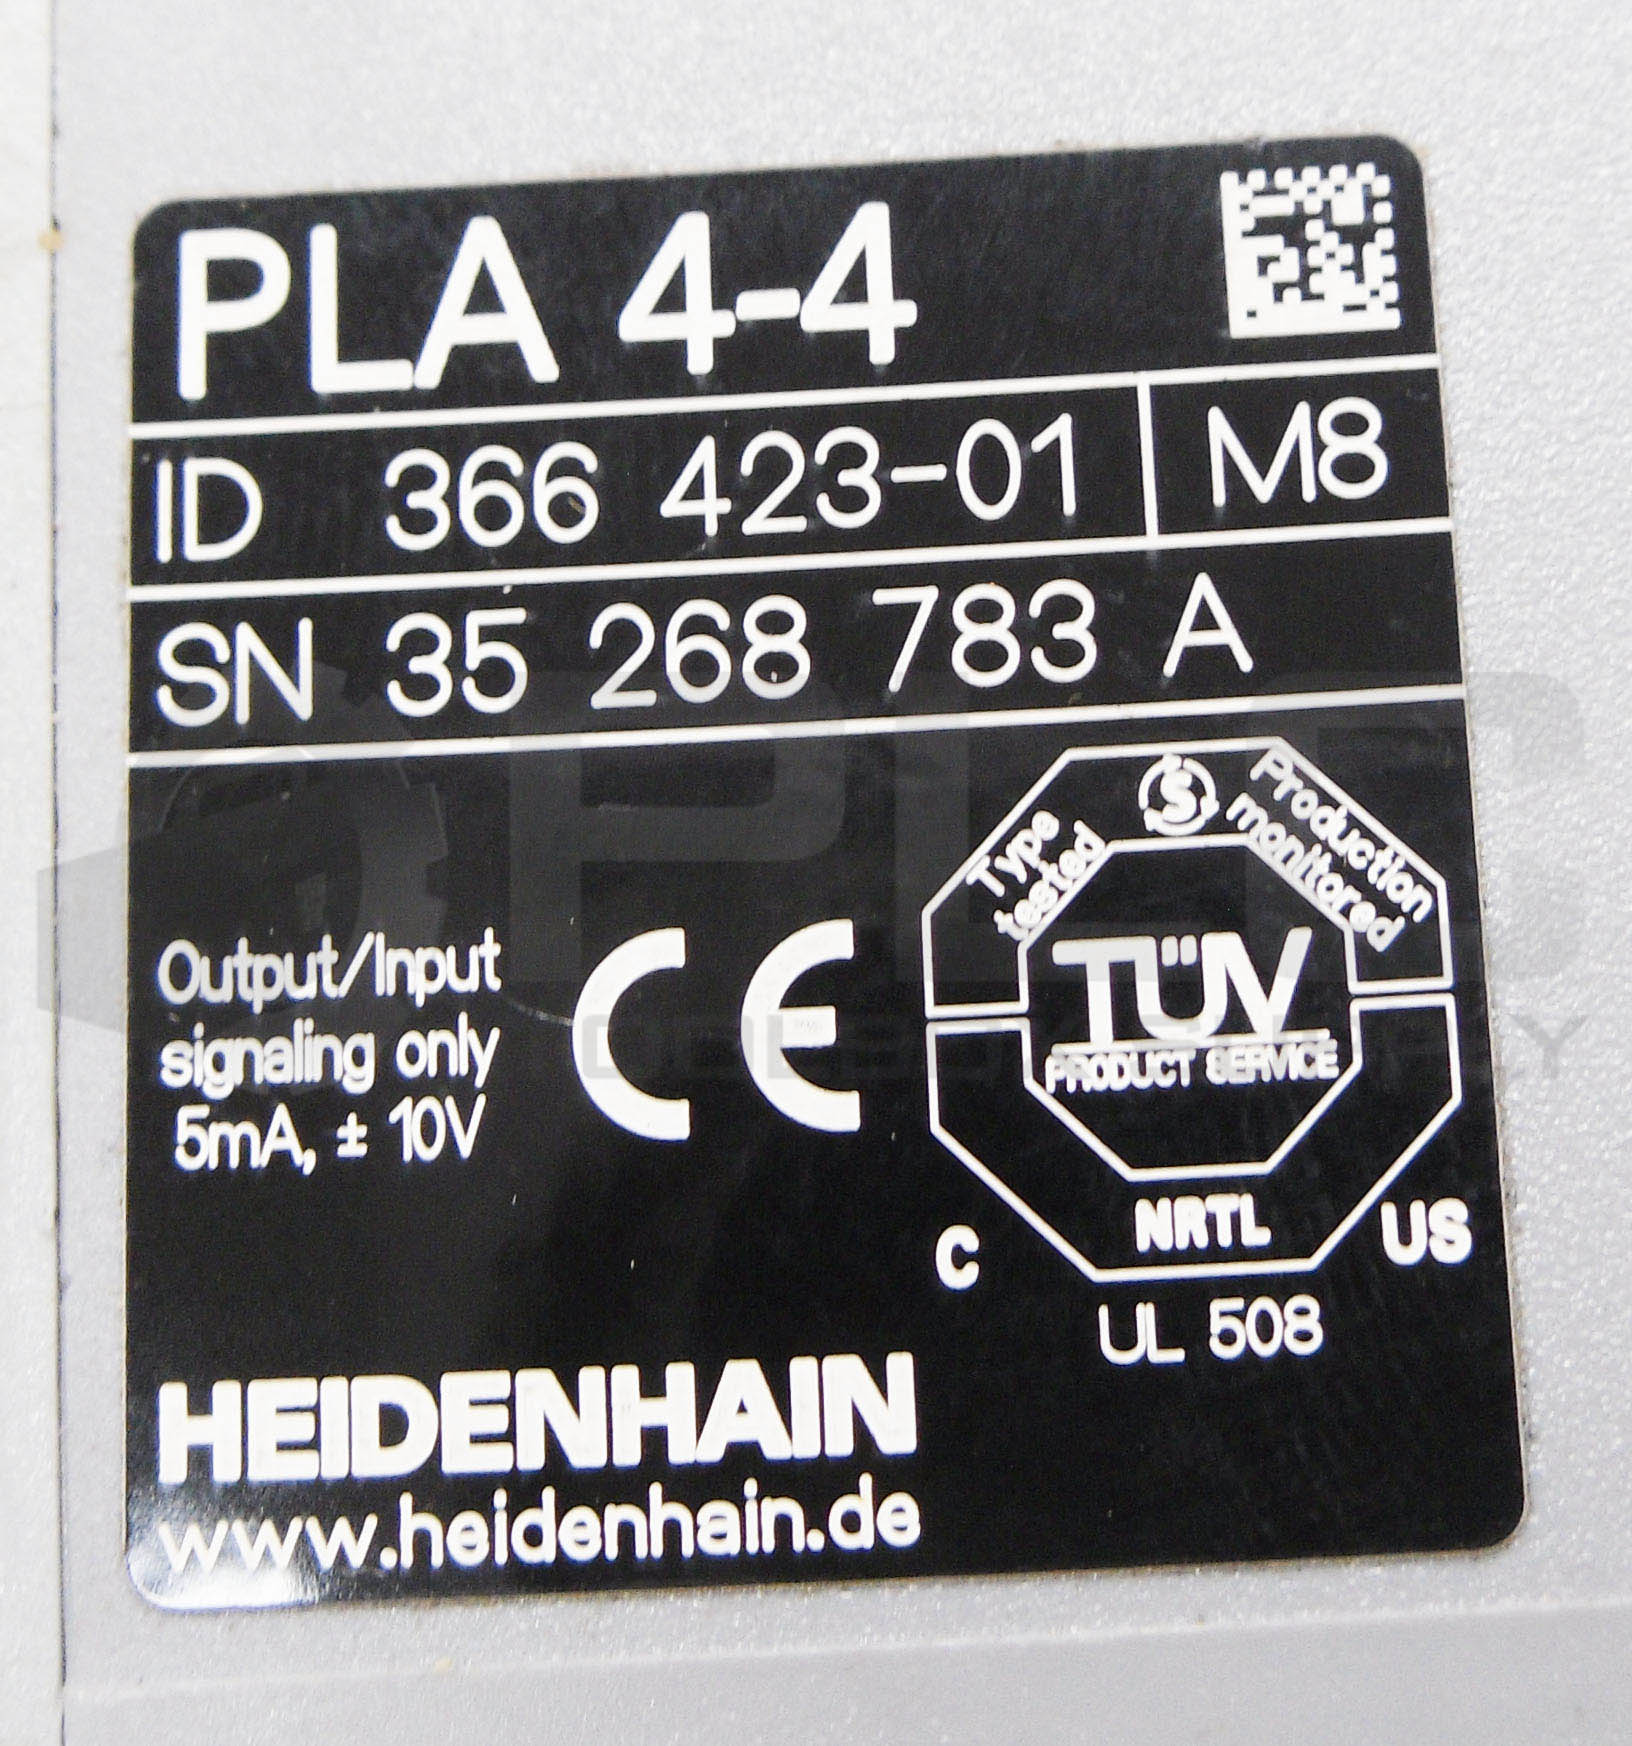 PLA 4-4
ID 366 423-01 M8
SN 35 268 783 A
Type tested
S
Production monitored
TÜV
PRODUCT SERVICE
Output/Input
signaling only
5mA, ± 10V
CE
C NRTL US
UL 508
HEIDENHAIN
www.heidenhain.de
PLC